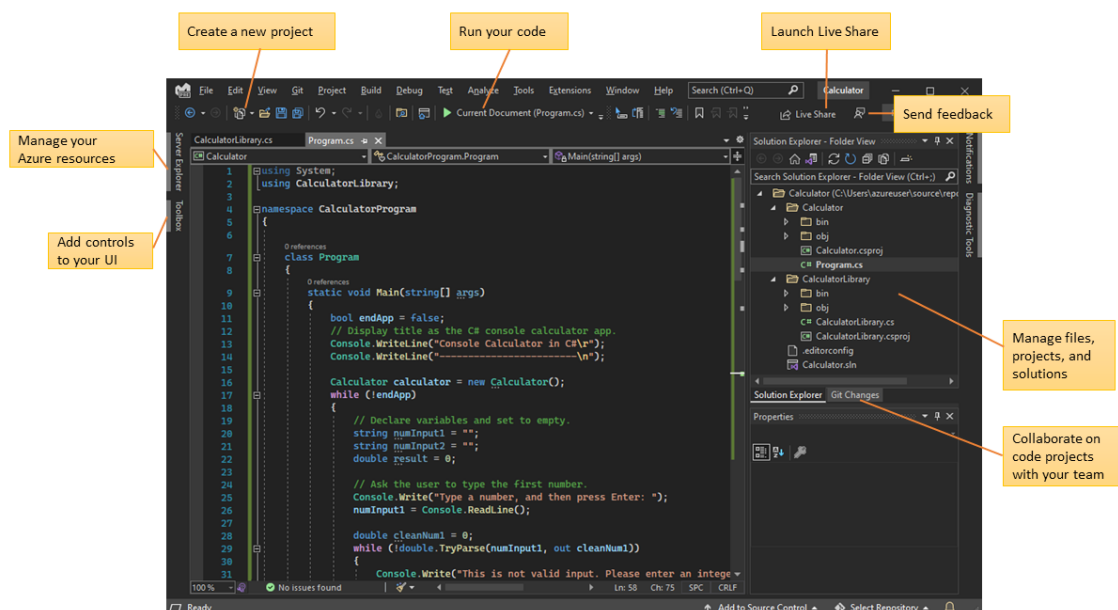 Create a new project
Run your code
Launch Live Share
File Edit View Git Project Build Debug Test Analyze Tools Extensions Window Help Search (Ctrl+Q) Calculator
Current Document (Program.cs) Live Share
Send feedback
Manage your
Azure resources
Add controls
to your UI
Server Explorer
Toolbox
CalculatorLibrary.cs Program.cs
Calculator CalculatorProgram.Program Main(string[] args)
1 using System;
2 using CalculatorLibrary;
3
4 namespace CalculatorProgram
5 {
6
0 references
7 class Program
8 {
0 references
9 static void Main(string[] args)
10 {
11 bool endApp = false;
12 // Display title as the C# console calculator app.
13 Console.WriteLine("Console Calculator in C#\r");
14 Console.WriteLine("------------------------\n");
15
16 Calculator calculator = new Calculator();
17 while (!endApp)
18 {
19 // Declare variables and set to empty.
20 string numInput1 = "";
21 string numInput2 = "";
22 double result = 0;
23
24 // Ask the user to type the first number.
25 Console.Write("Type a number, and then press Enter: ");
26 numInput1 = Console.ReadLine();
27
28 double cleanNum1 = 0;
29 while (!double.TryParse(numInput1, out cleanNum1))
30 {
31 Console.Write("This is not valid input. Please enter an intege
100 % No issues found Ln: 58 Ch: 75 SPC CRLF
Solution Explorer - Folder View
Search Solution Explorer - Folder View (Ctrl+;)
Calculator (C:\Users\azureuser\source\repo
Calculator
bin
obj
Calculator.csproj
C# Program.cs
CalculatorLibrary
bin
obj
C# CalculatorLibrary.cs
CalculatorLibrary.csproj
.editorconfig
Calculator.sln
Solution Explorer Git Changes
Properties
Notifications
Diagnostic Tools
Manage files,
projects, and
solutions
Collaborate on
code projects
with your team
Ready Add to Source Control Select Repository